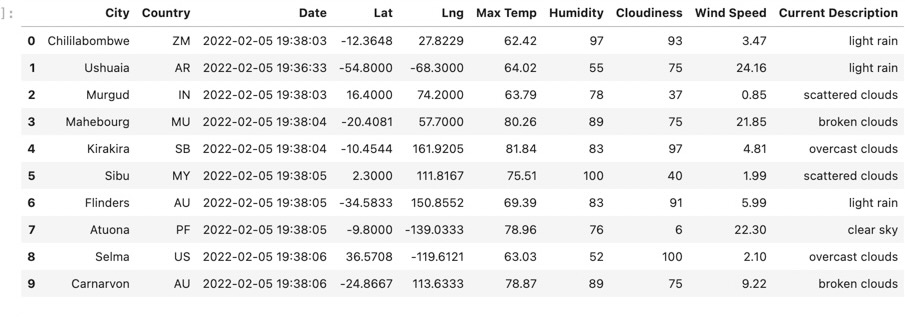 ]:
City Country Date Lat Lng Max Temp Humidity Cloudiness Wind Speed Current Description
0 Chililabombwe ZM 2022-02-05 19:38:03 -12.3648 27.8229 62.42 97 93 3.47 light rain
1 Ushuaia AR 2022-02-05 19:36:33 -54.8000 -68.3000 64.02 55 75 24.16 light rain
2 Murgud IN 2022-02-05 19:38:03 16.4000 74.2000 63.79 78 37 0.85 scattered clouds
3 Mahebourg MU 2022-02-05 19:38:04 -20.4081 57.7000 80.26 89 75 21.85 broken clouds
4 Kirakira SB 2022-02-05 19:38:04 -10.4544 161.9205 81.84 83 97 4.81 overcast clouds
5 Sibu MY 2022-02-05 19:38:05 2.3000 111.8167 75.51 100 40 1.99 scattered clouds
6 Flinders AU 2022-02-05 19:38:05 -34.5833 150.8552 69.39 83 91 5.99 light rain
7 Atuona PF 2022-02-05 19:38:05 -9.8000 -139.0333 78.96 76 6 22.30 clear sky
8 Selma US 2022-02-05 19:38:06 36.5708 -119.6121 63.03 52 100 2.10 overcast clouds
9 Carnarvon AU 2022-02-05 19:38:06 -24.8667 113.6333 78.87 89 75 9.22 broken clouds